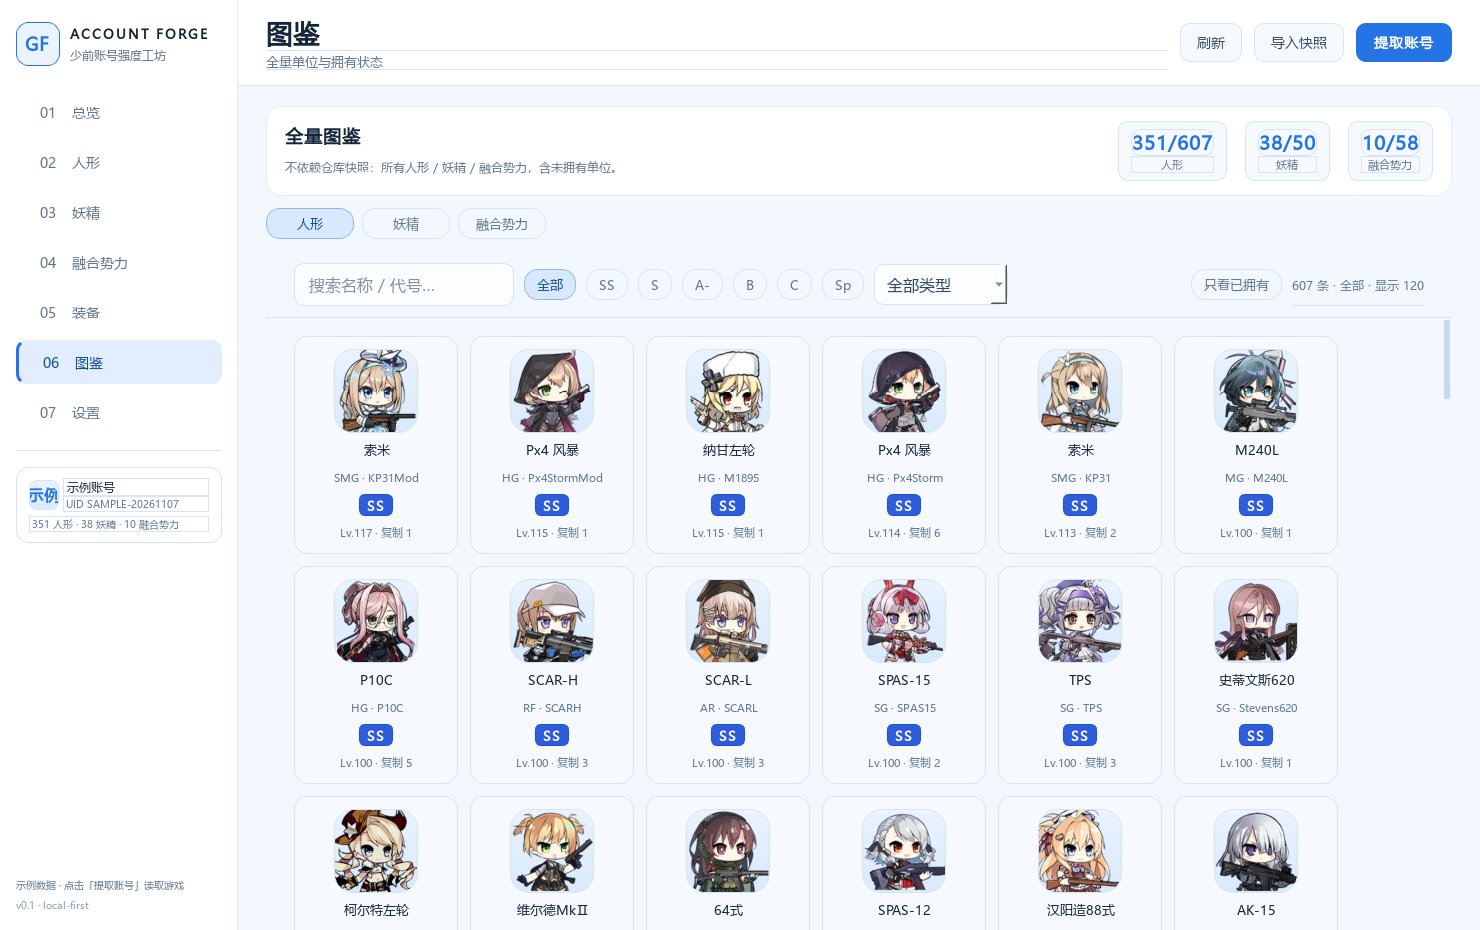 GF
ACCOUNT FORGE
少前账号强度工坊
01 总览
02 人形
03 妖精
04 融合势力
05 装备
06 图鉴
07 设置
示例
示例账号
UID SAMPLE-20261107
351 人形 · 38 妖精 · 10 融合势力
示例数据 · 点击「提取账号」读取游戏
v0.1 · local-first
图鉴
全量单位与拥有状态
刷新
导入快照
提取账号
全量图鉴
不依赖仓库快照：所有人形 / 妖精 / 融合势力，含未拥有单位。
351/607
人形
38/50
妖精
10/58
融合势力
人形 妖精 融合势力
搜索名称 / 代号...
全部 SS S A- B C Sp
全部类型
只看已拥有
607 条 · 全部 · 显示 120
索米
SMG · KP31Mod
SS
Lv.117 · 复制 1
Px4 风暴
HG · Px4StormMod
SS
Lv.115 · 复制 1
纳甘左轮
HG · M1895
SS
Lv.115 · 复制 1
Px4 风暴
HG · Px4Storm
SS
Lv.114 · 复制 6
索米
SMG · KP31
SS
Lv.113 · 复制 2
M240L
MG · M240L
SS
Lv.100 · 复制 1
P10C
HG · P10C
SS
Lv.100 · 复制 5
SCAR-H
RF · SCARH
SS
Lv.100 · 复制 3
SCAR-L
AR · SCARL
SS
Lv.100 · 复制 3
SPAS-15
SG · SPAS15
SS
Lv.100 · 复制 2
TPS
SG · TPS
SS
Lv.100 · 复制 3
史蒂文斯620
SG · Stevens620
SS
Lv.100 · 复制 1
柯尔特左轮
维尔德MkⅡ
64式
SPAS-12
汉阳造88式
AK-15